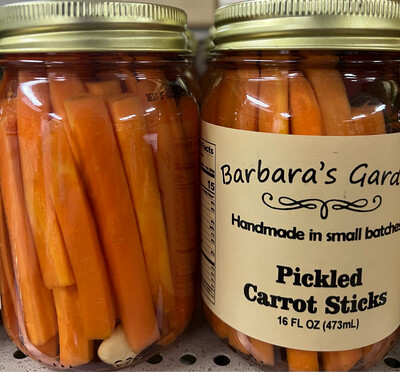 Barbara's Gard
Handmade in small batches
Pickled
Carrot Sticks
16 FL OZ (473mL)